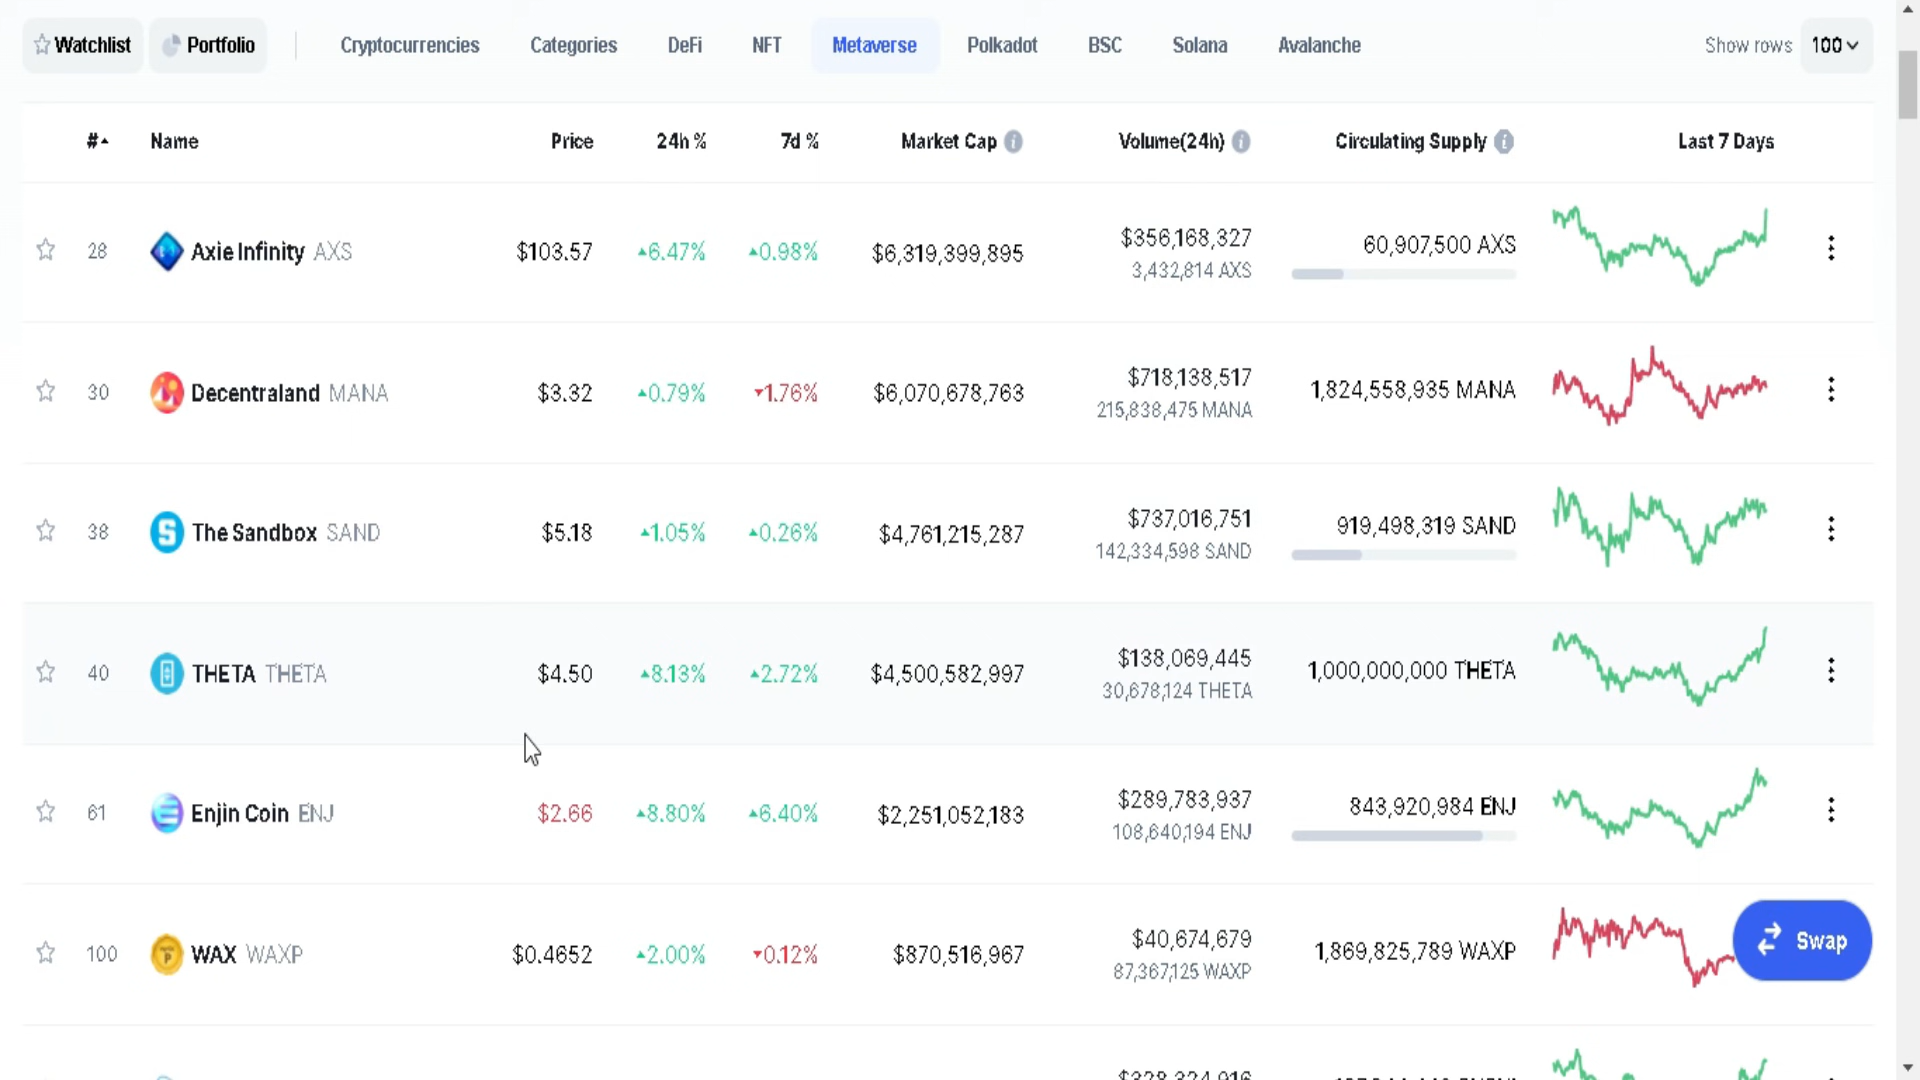 Watchlist Portfolio Cryptocurrencies Categories DeFi NFT Metaverse Polkadot BSC Solana Avalanche Show rows 100
# Name Price 24h % 7d % Market Cap Volume(24h) Circulating Supply Last 7 Days
28 Axie Infinity AXS $103.57 6.47% 0.98% $6,319,399,895 $356,168,327 60,907,500 AXS
3,432,814 AXS
30 Decentraland MANA $3.32 0.79% 1.76% $6,070,678,763 $718,138,517 1,824,558,935 MANA
215,838,475 MANA
38 The Sandbox SAND $5.18 1.05% 0.26% $4,761,215,287 $737,016,751 919,498,319 SAND
142,334,598 SAND
40 THETA THETA $4.50 8.13% 2.72% $4,500,582,997 $138,069,445 1,000,000,000 THETA
30,678,124 THETA
61 Enjin Coin ENJ $2.66 8.80% 6.40% $2,251,052,183 $289,783,937 843,920,984 ENJ
108,640,194 ENJ
100 WAX WAXP $0.4652 2.00% 0.12% $870,516,967 $40,674,679 1,869,825,789 WAXP
87,367,125 WAXP
Swap
$328,324,916